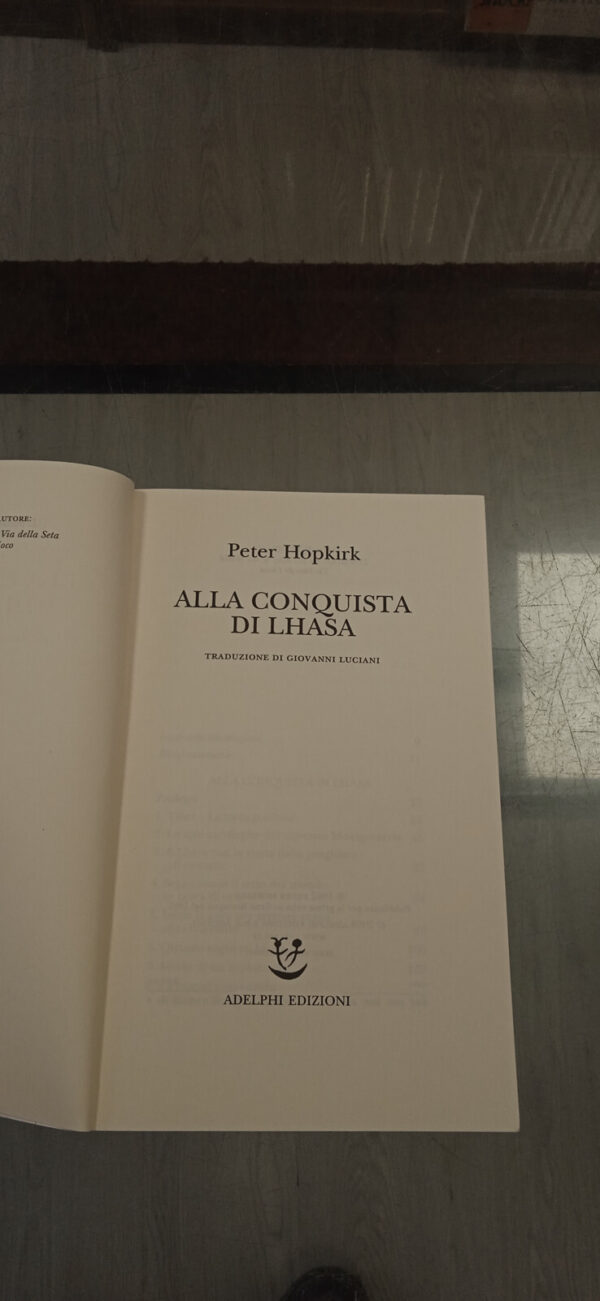 UTORE:
Via della Seta
oco
Peter Hopkirk
ALLA CONQUISTA
DI LHASA
TRADUZIONE DI GIOVANNI LUCIANI
ADELPHI EDIZIONI